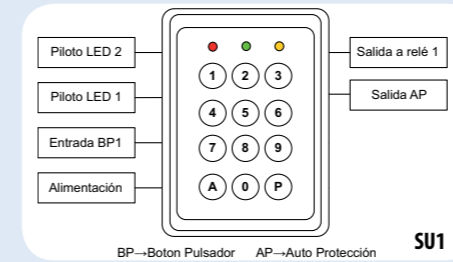 Piloto LED 2
Piloto LED 1
Entrada BP1
Alimentación
1 2 3
4 5 6
7 8 9
A 0 P
Salida a relé 1
Salida AP
BP→Boton Pulsador AP→Auto Protección
SU1